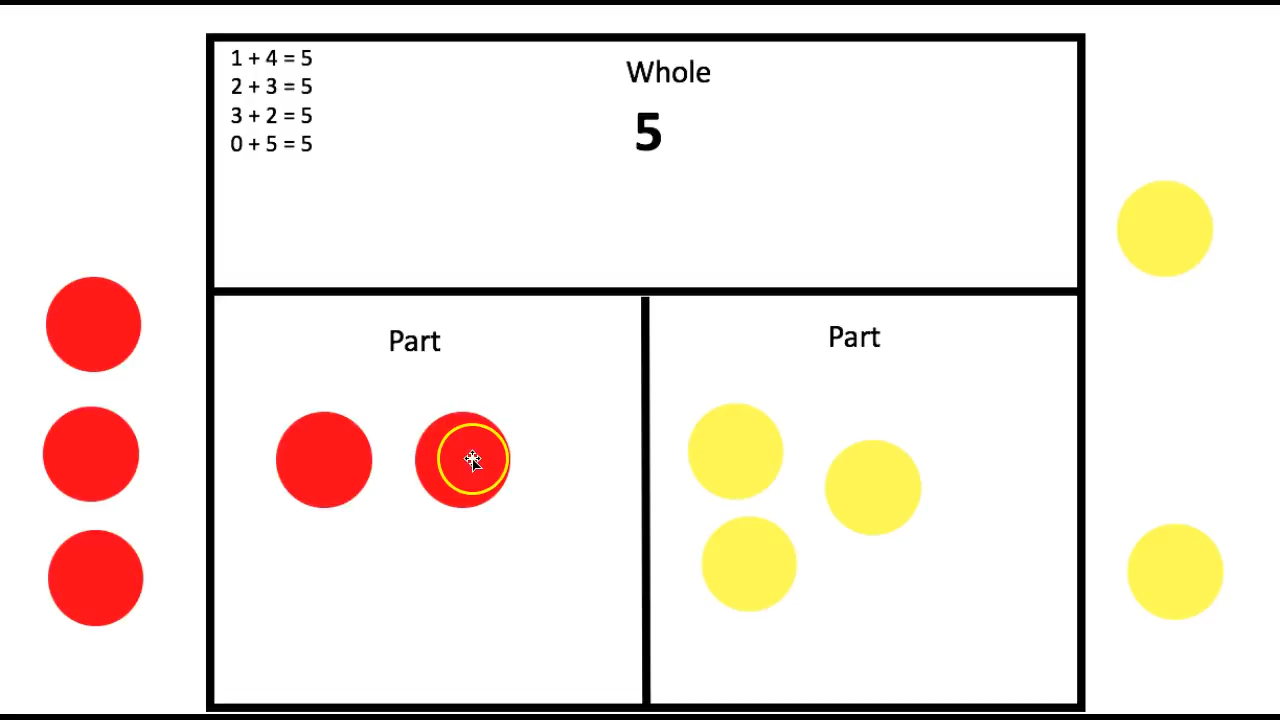 1 + 4 = 5
2 + 3 = 5
3 + 2 = 5
0 + 5 = 5
Whole
5
Part
Part